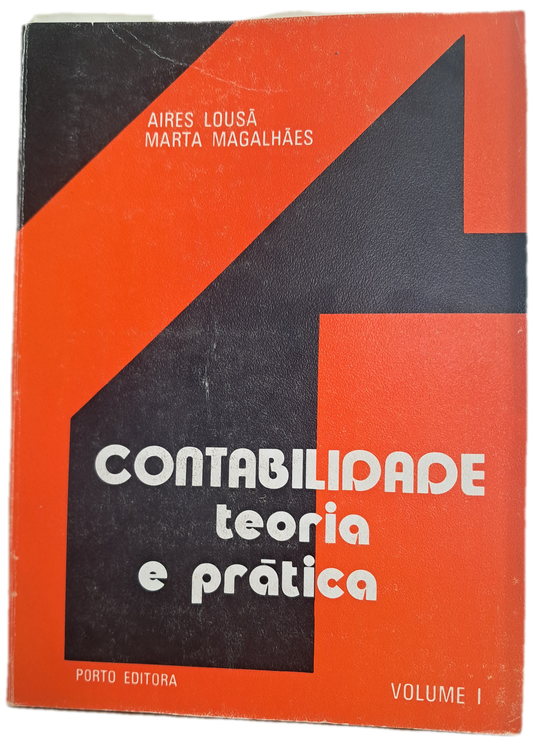 AIRES LOUSÃ
MARTA MAGALHÃES
CONTABILIDADE
teoria
e prática
PORTO EDITORA
VOLUME I